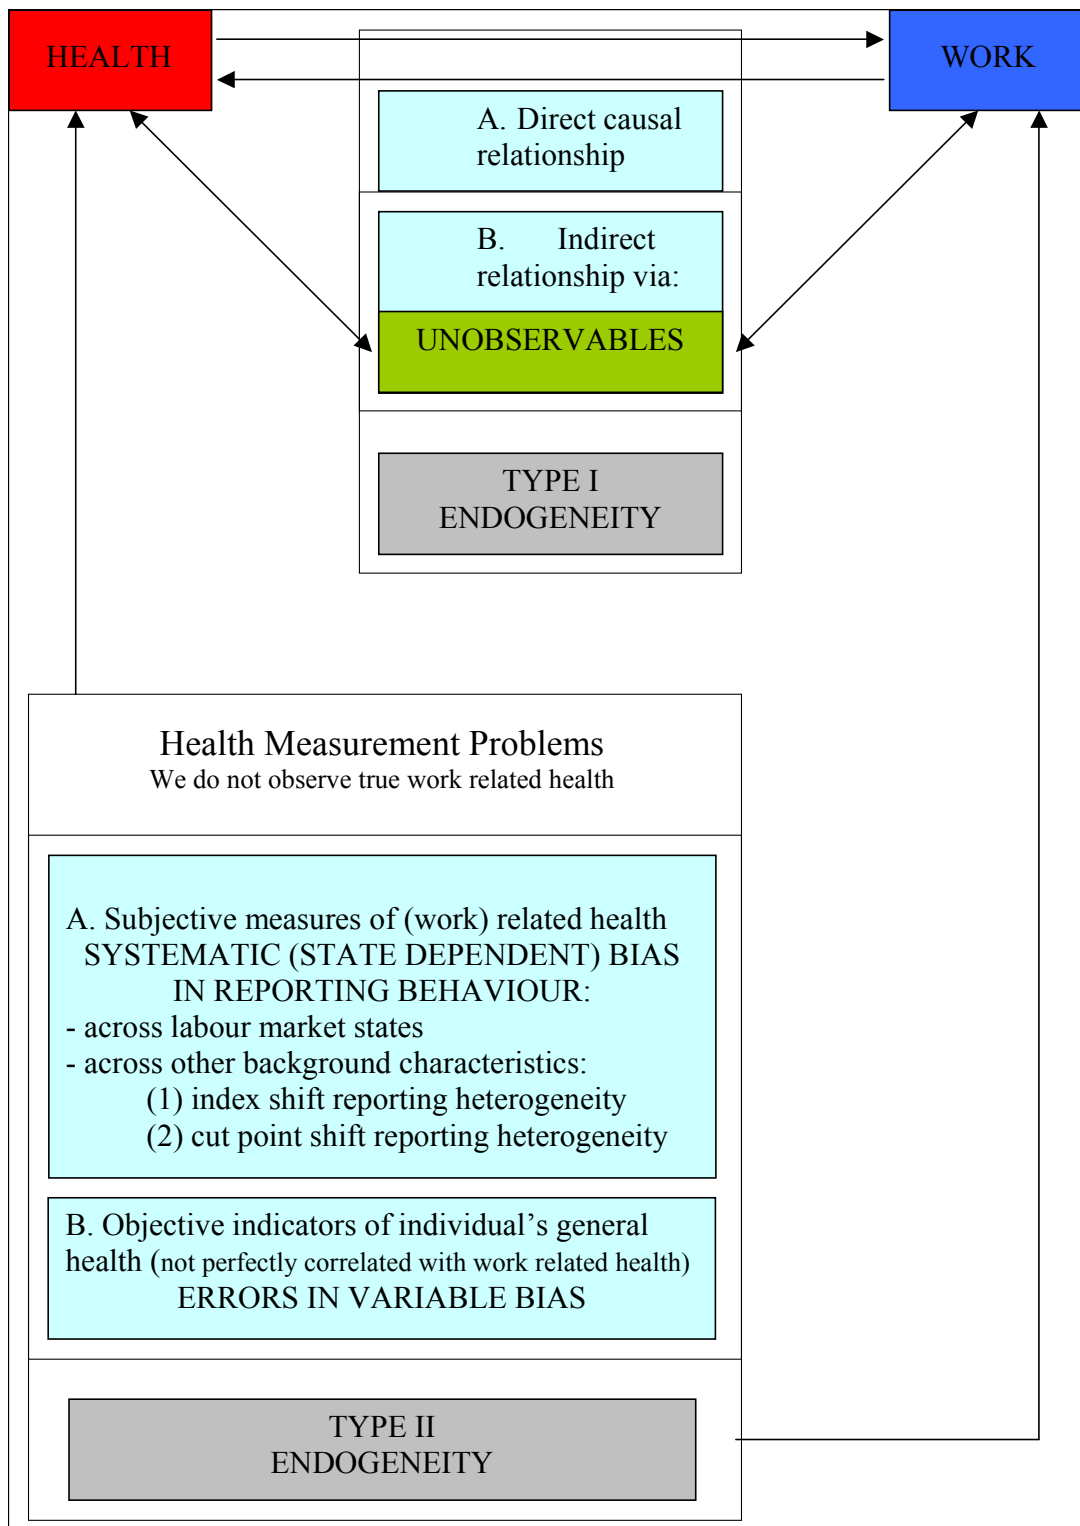 HEALTH
WORK
A. Direct causal
relationship
B. Indirect
relationship via:
UNOBSERVABLES
TYPE I
ENDOGENEITY
Health Measurement Problems
We do not observe true work related health
A. Subjective measures of (work) related health
SYSTEMATIC (STATE DEPENDENT) BIAS
IN REPORTING BEHAVIOUR:
- across labour market states
- across other background characteristics:
(1) index shift reporting heterogeneity
(2) cut point shift reporting heterogeneity
B. Objective indicators of individual’s general
health (not perfectly correlated with work related health)
ERRORS IN VARIABLE BIAS
TYPE II
ENDOGENEITY